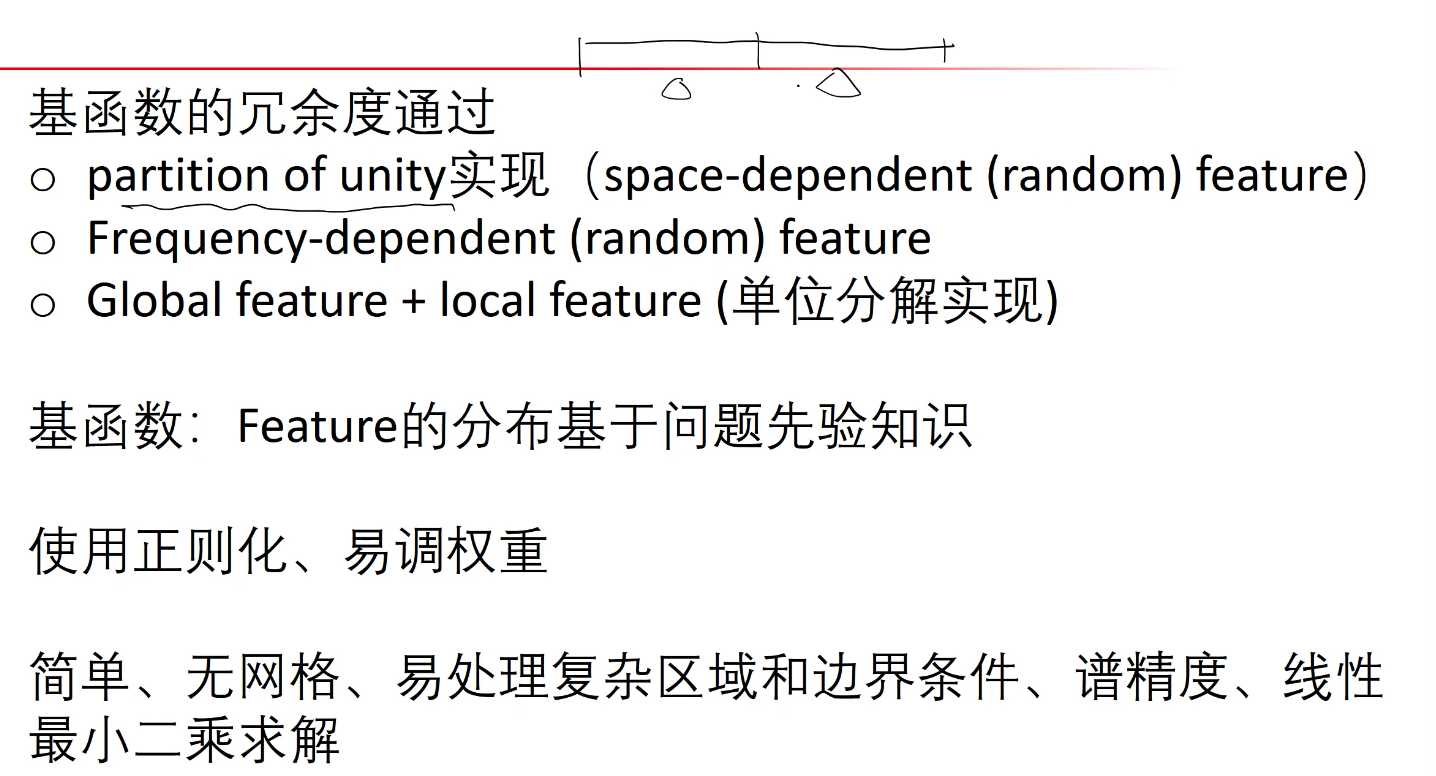 基函数的冗余度通过
○ partition of unity实现（space-dependent (random) feature）
○ Frequency-dependent (random) feature
○ Global feature + local feature (单位分解实现)
基函数：Feature的分布基于问题先验知识
使用正则化、易调权重
简单、无网格、易处理复杂区域和边界条件、谱精度、线性
最小二乘求解